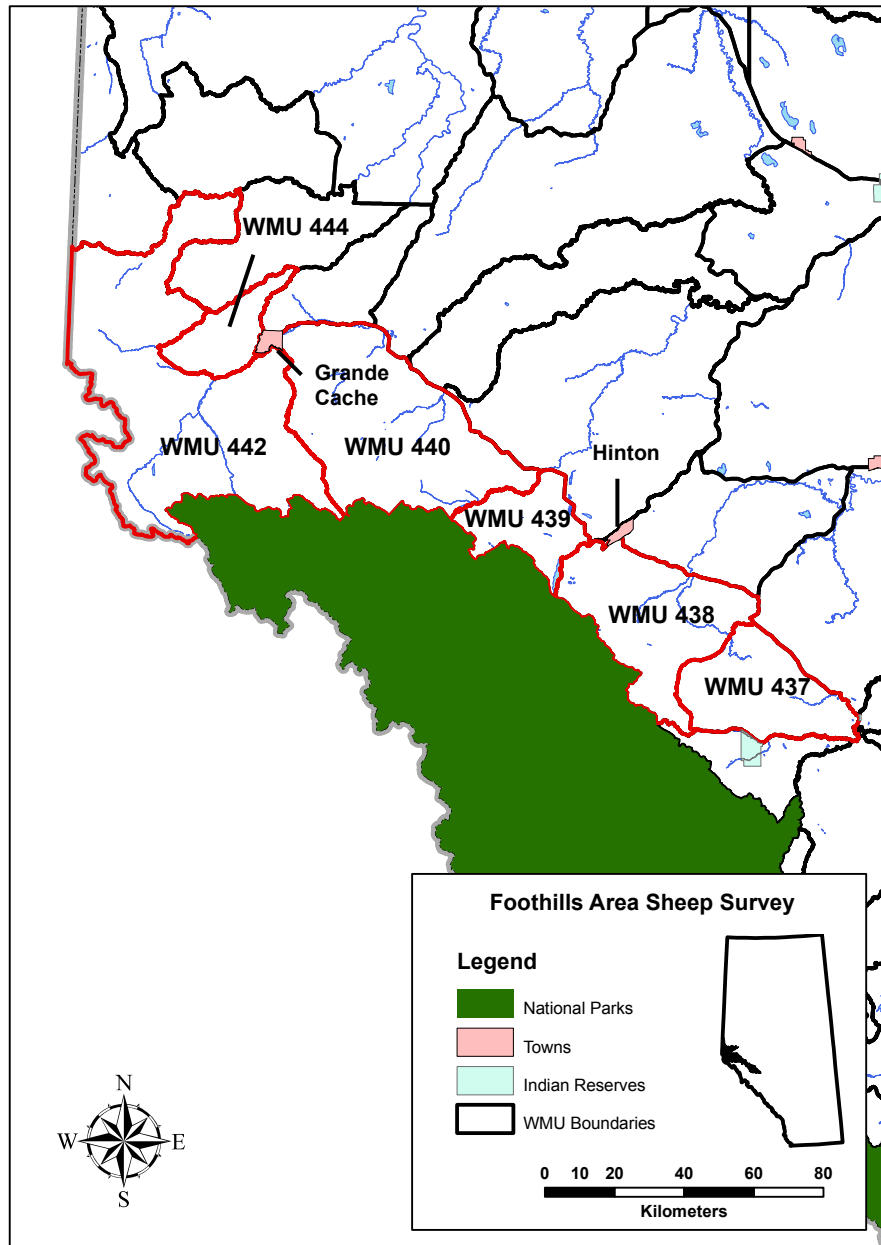 WMU 444
Grande
Cache
WMU 442
WMU 440
Hinton
WMU 439
WMU 438
WMU 437
Foothills Area Sheep Survey
Legend
National Parks
Towns
Indian Reserves
WMU Boundaries
N
W
E
S
0 10 20 40 60 80
Kilometers